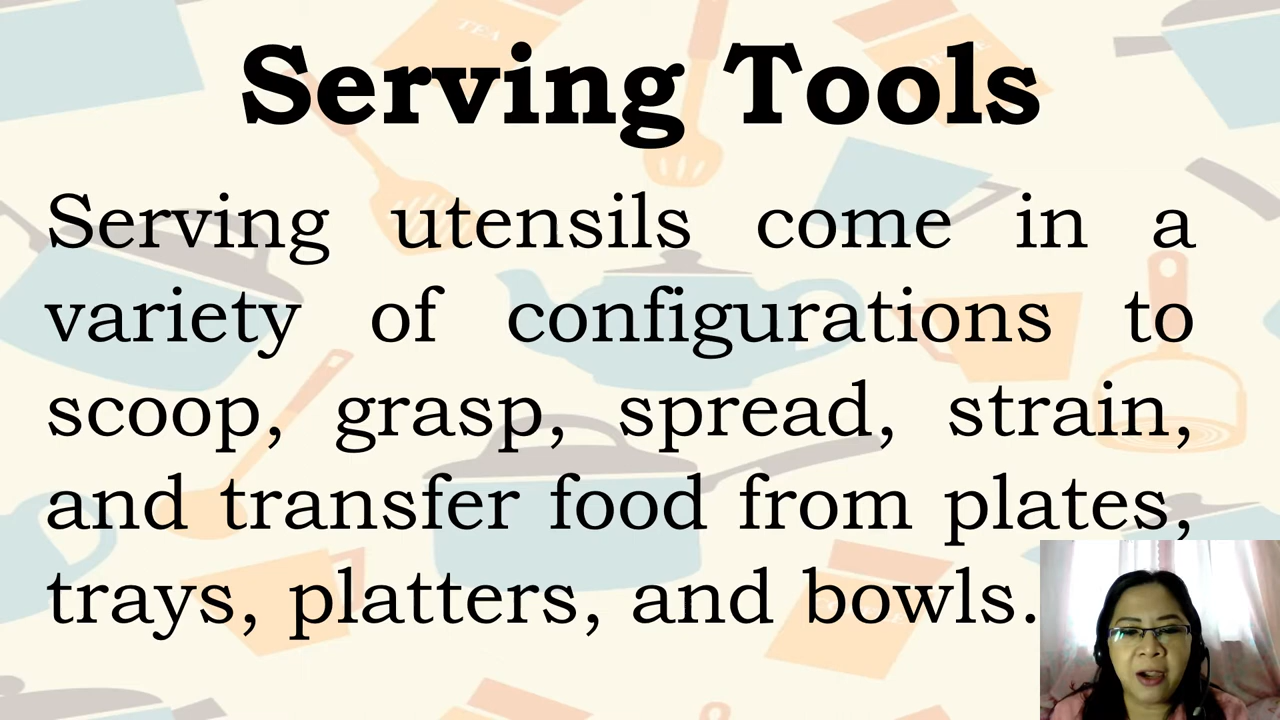 TEA
Serving Tools
Serving utensils come in a
variety of configurations to
scoop, grasp, spread, strain,
and transfer food from plates,
trays, platters, and bowls.